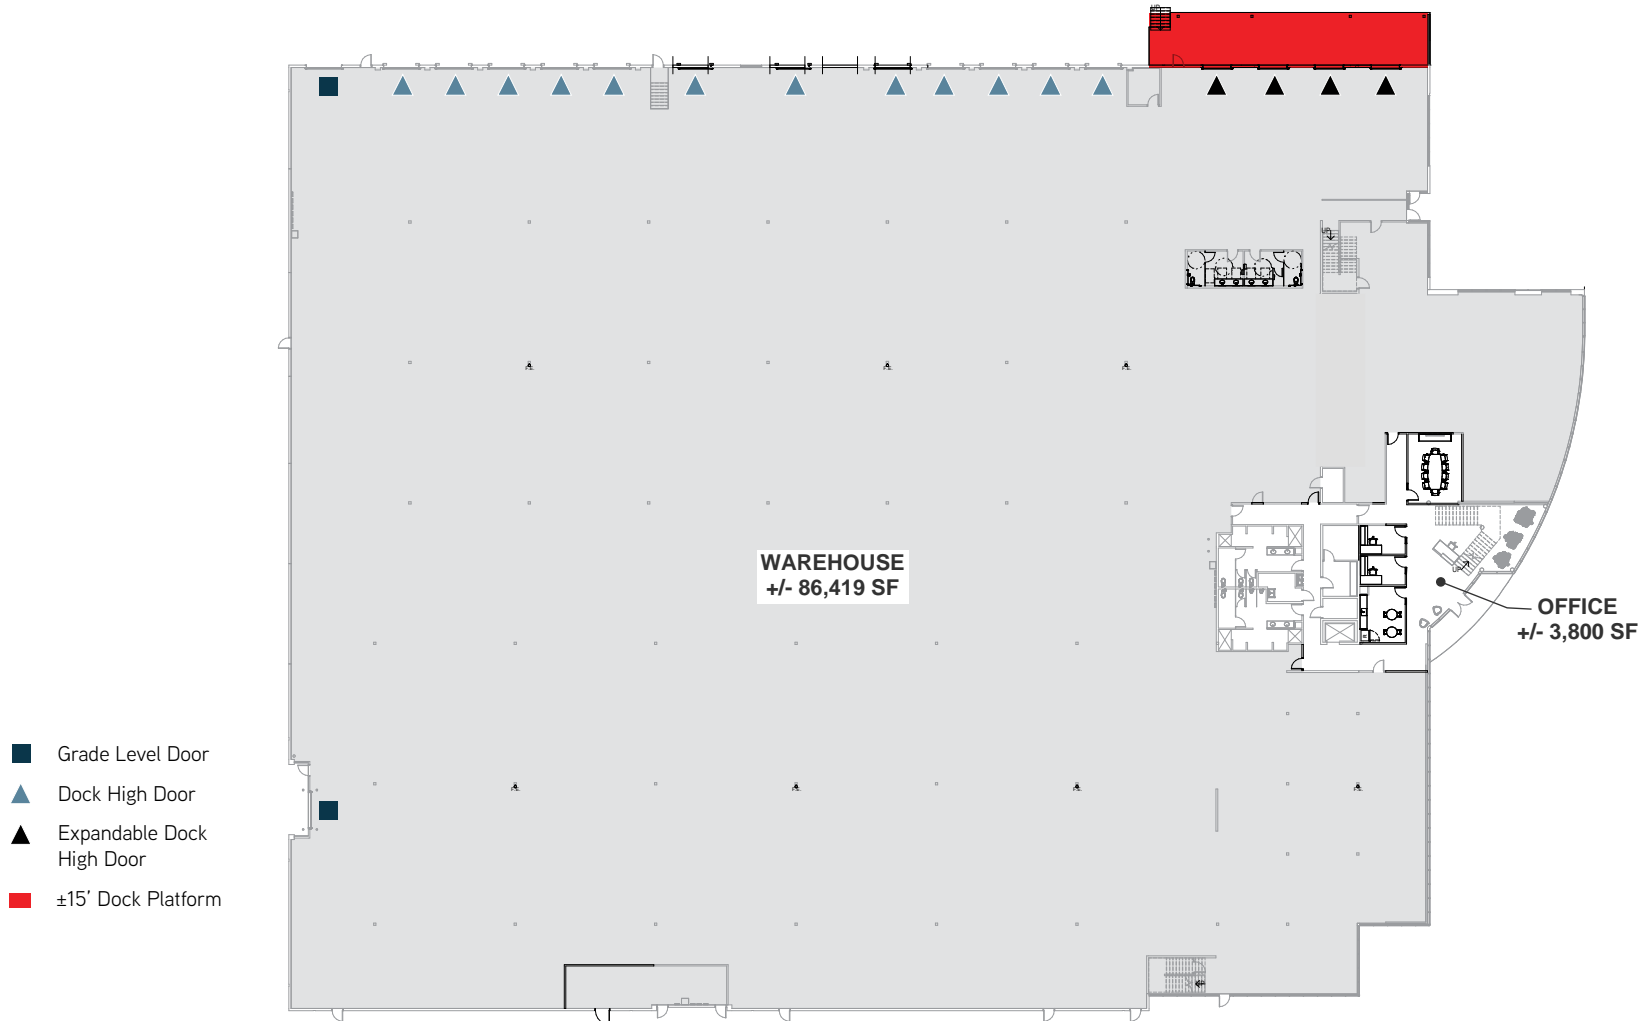 WAREHOUSE
+/- 86,419 SF
OFFICE
+/- 3,800 SF
Grade Level Door
Dock High Door
Expandable Dock
High Door
±15’ Dock Platform